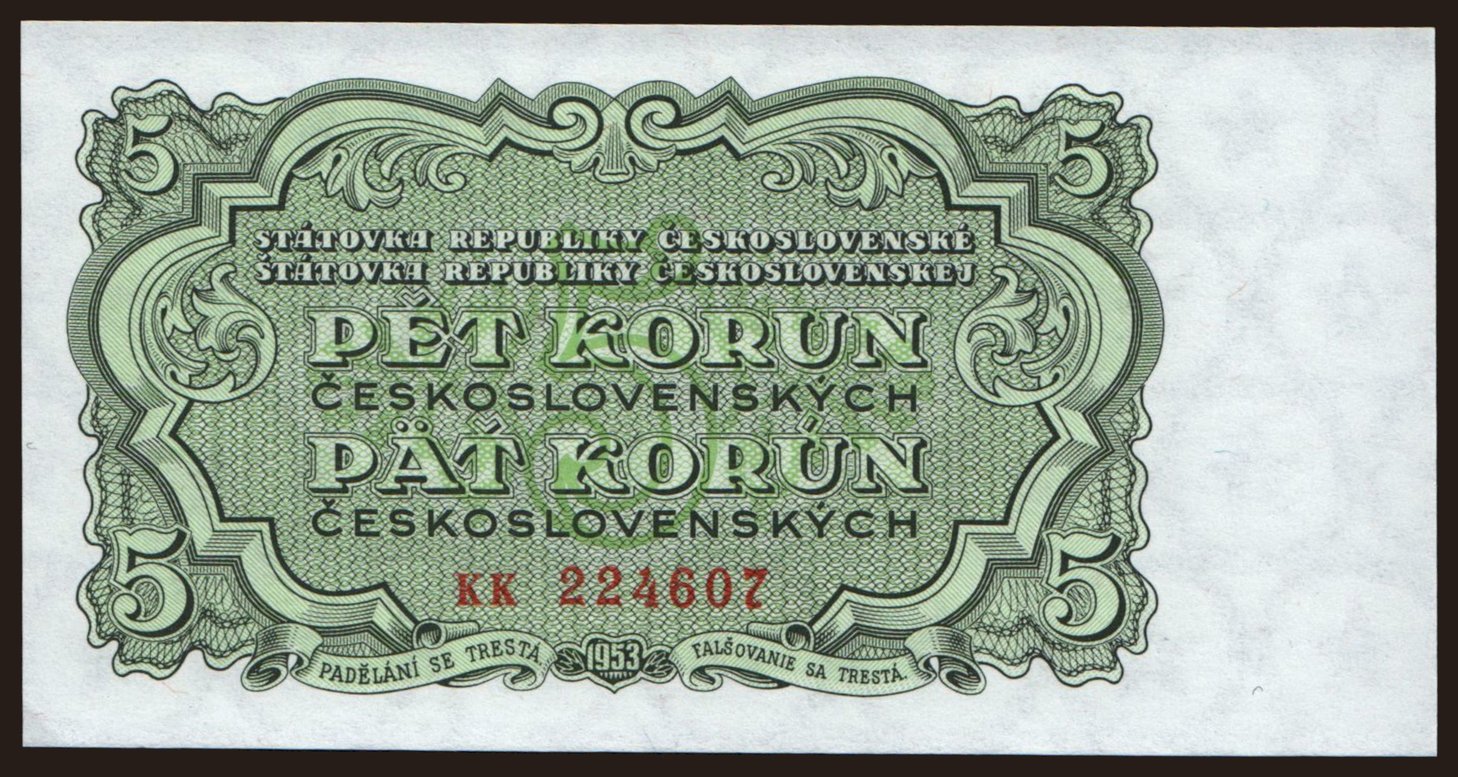 5 5
STÁTOVKA REPUBLIKY ČESKOSLOVENSKÉ
ŠTÁTOVKA REPUBLIKY ČESKOSLOVENSKEJ
PĚT KORUN
ČESKOSLOVENSKÝCH
PÄŤ KORÚN
ČESKOSLOVENSKÝCH
5 5
KK 224607
PADĚLÁNÍ SE TRESTÁ 1953 FALŠOVANIE SA TRESTÁ.